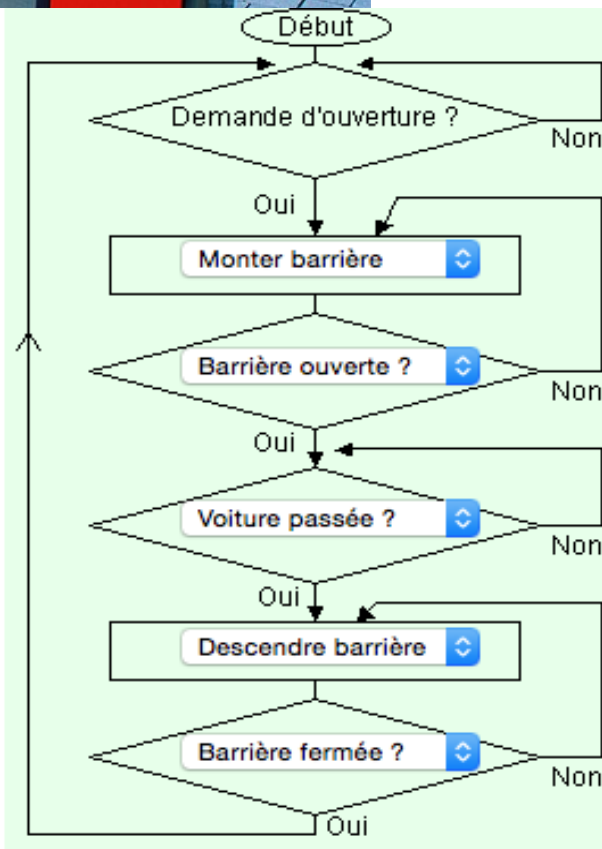 Début
Demande d'ouverture ?
Non
Oui
Monter barrière
Barrière ouverte ?
Non
Oui
Voiture passée ?
Non
Oui
Descendre barrière
Barrière fermée ?
Non
Oui